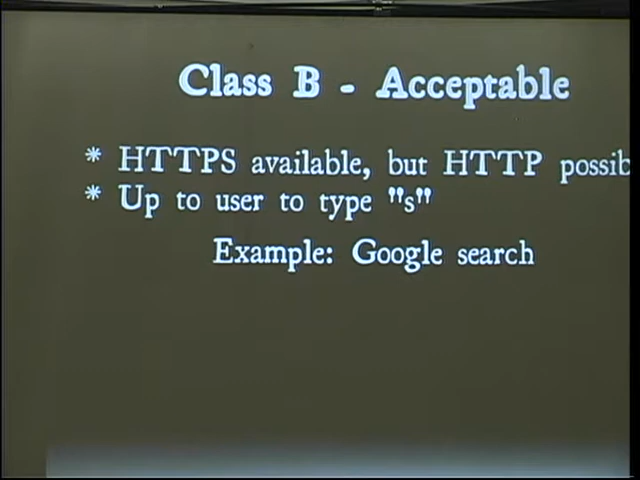 Class B - Acceptable
* HTTPS available, but HTTP possib
* Up to user to type "s"
Example: Google search